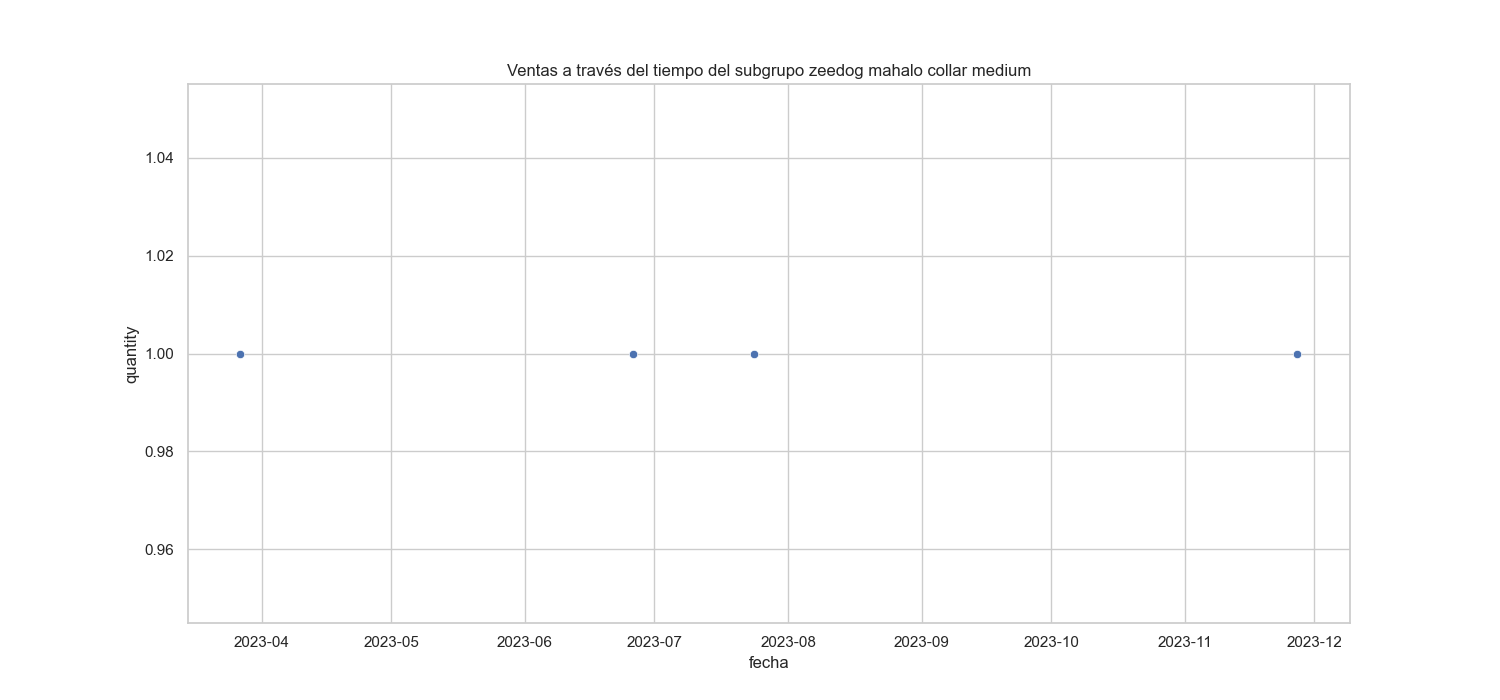 Ventas a través del tiempo del subgrupo zeedog mahalo collar medium
1.04
1.02
1.00
0.98
0.96
quantity
2023-04 2023-05 2023-06 2023-07 2023-08 2023-09 2023-10 2023-11 2023-12
fecha